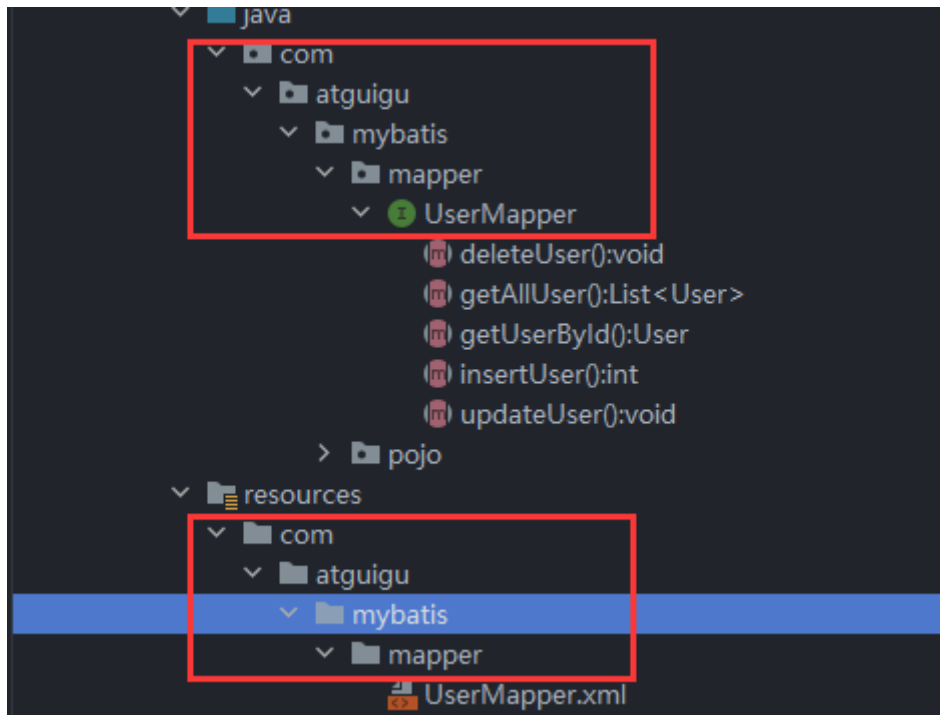 java
com
atguigu
mybatis
mapper
UserMapper
deleteUser():void
getAllUser():List<User>
getUserById():User
insertUser():int
updateUser():void
pojo
resources
com
atguigu
mybatis
mapper
UserMapper.xml